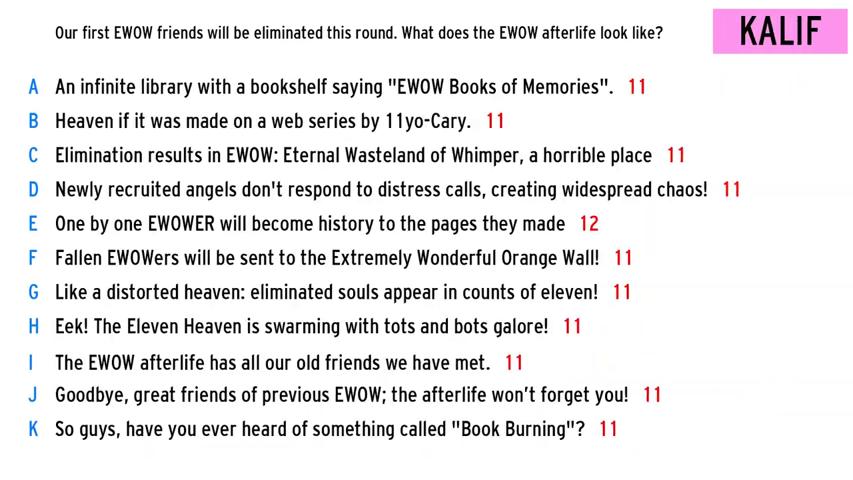 Our first EWOW friends will be eliminated this round. What does the EWOW afterlife look like?
KALIF
A An infinite library with a bookshelf saying "EWOW Books of Memories". 11
B Heaven if it was made on a web series by 11yo-Cary. 11
C Elimination results in EWOW: Eternal Wasteland of Whimper, a horrible place 11
D Newly recruited angels don't respond to distress calls, creating widespread chaos! 11
E One by one EWOWER will become history to the pages they made 12
F Fallen EWOWers will be sent to the Extremely Wonderful Orange Wall! 11
G Like a distorted heaven: eliminated souls appear in counts of eleven! 11
H Eek! The Eleven Heaven is swarming with tots and bots galore! 11
I The EWOW afterlife has all our old friends we have met. 11
J Goodbye, great friends of previous EWOW; the afterlife won’t forget you! 11
K So guys, have you ever heard of something called "Book Burning"? 11